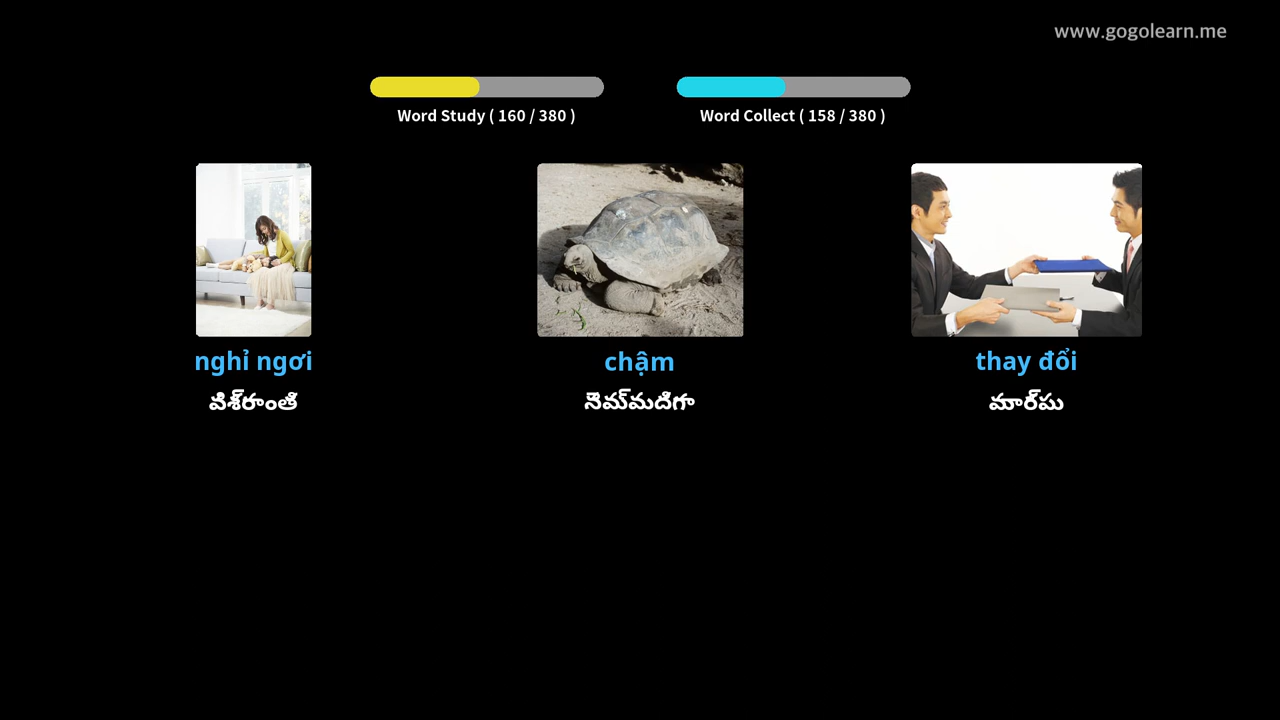 www.gogolearn.me
Word Study ( 160 / 380 )
Word Collect ( 158 / 380 )
nghỉ ngơi
chậm
thay đổi
విశ్‌రాంతి
నెమ్‌మదిగా
మార్‌పు